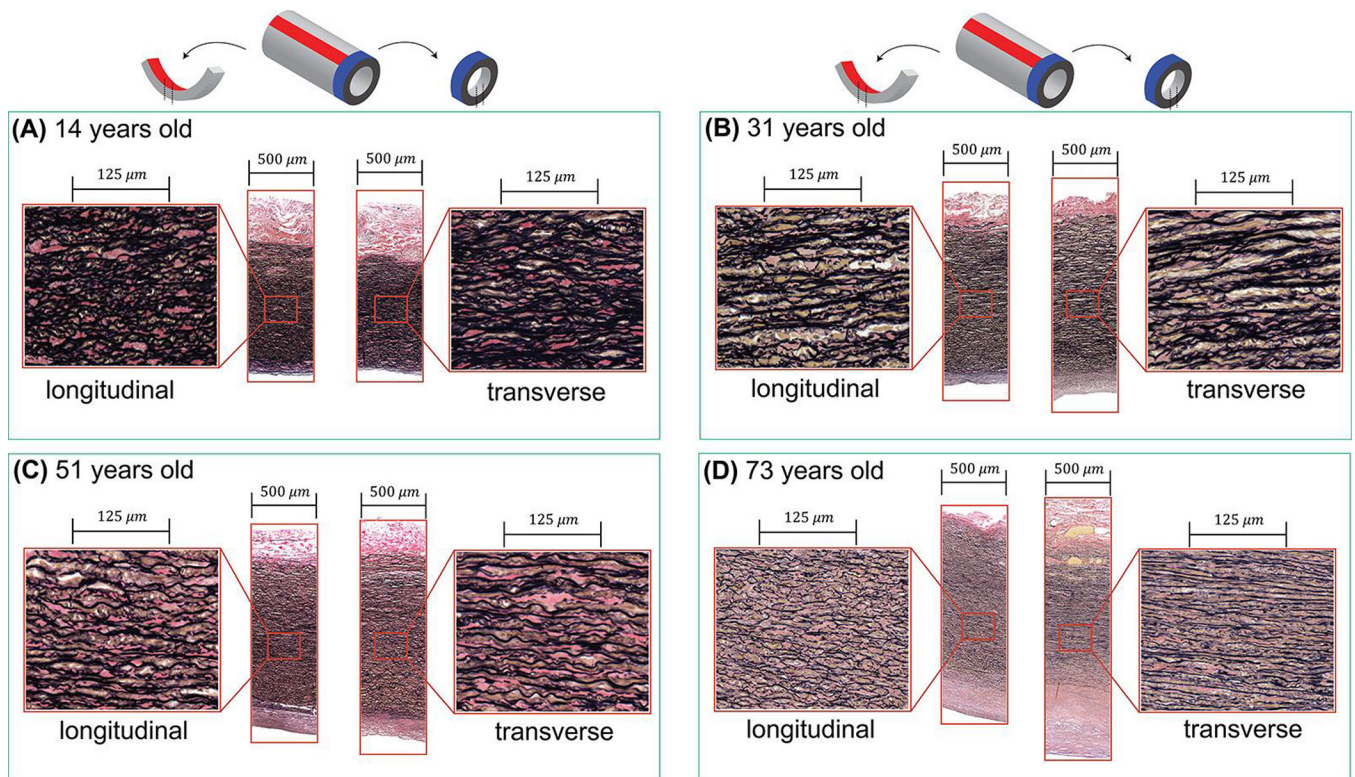 (A) 14 years old
500 μm
500 μm
125 μm
125 μm
longitudinal
transverse
(B) 31 years old
500 μm
500 μm
125 μm
125 μm
longitudinal
transverse
(C) 51 years old
500 μm
500 μm
125 μm
125 μm
longitudinal
transverse
(D) 73 years old
500 μm
500 μm
125 μm
125 μm
longitudinal
transverse